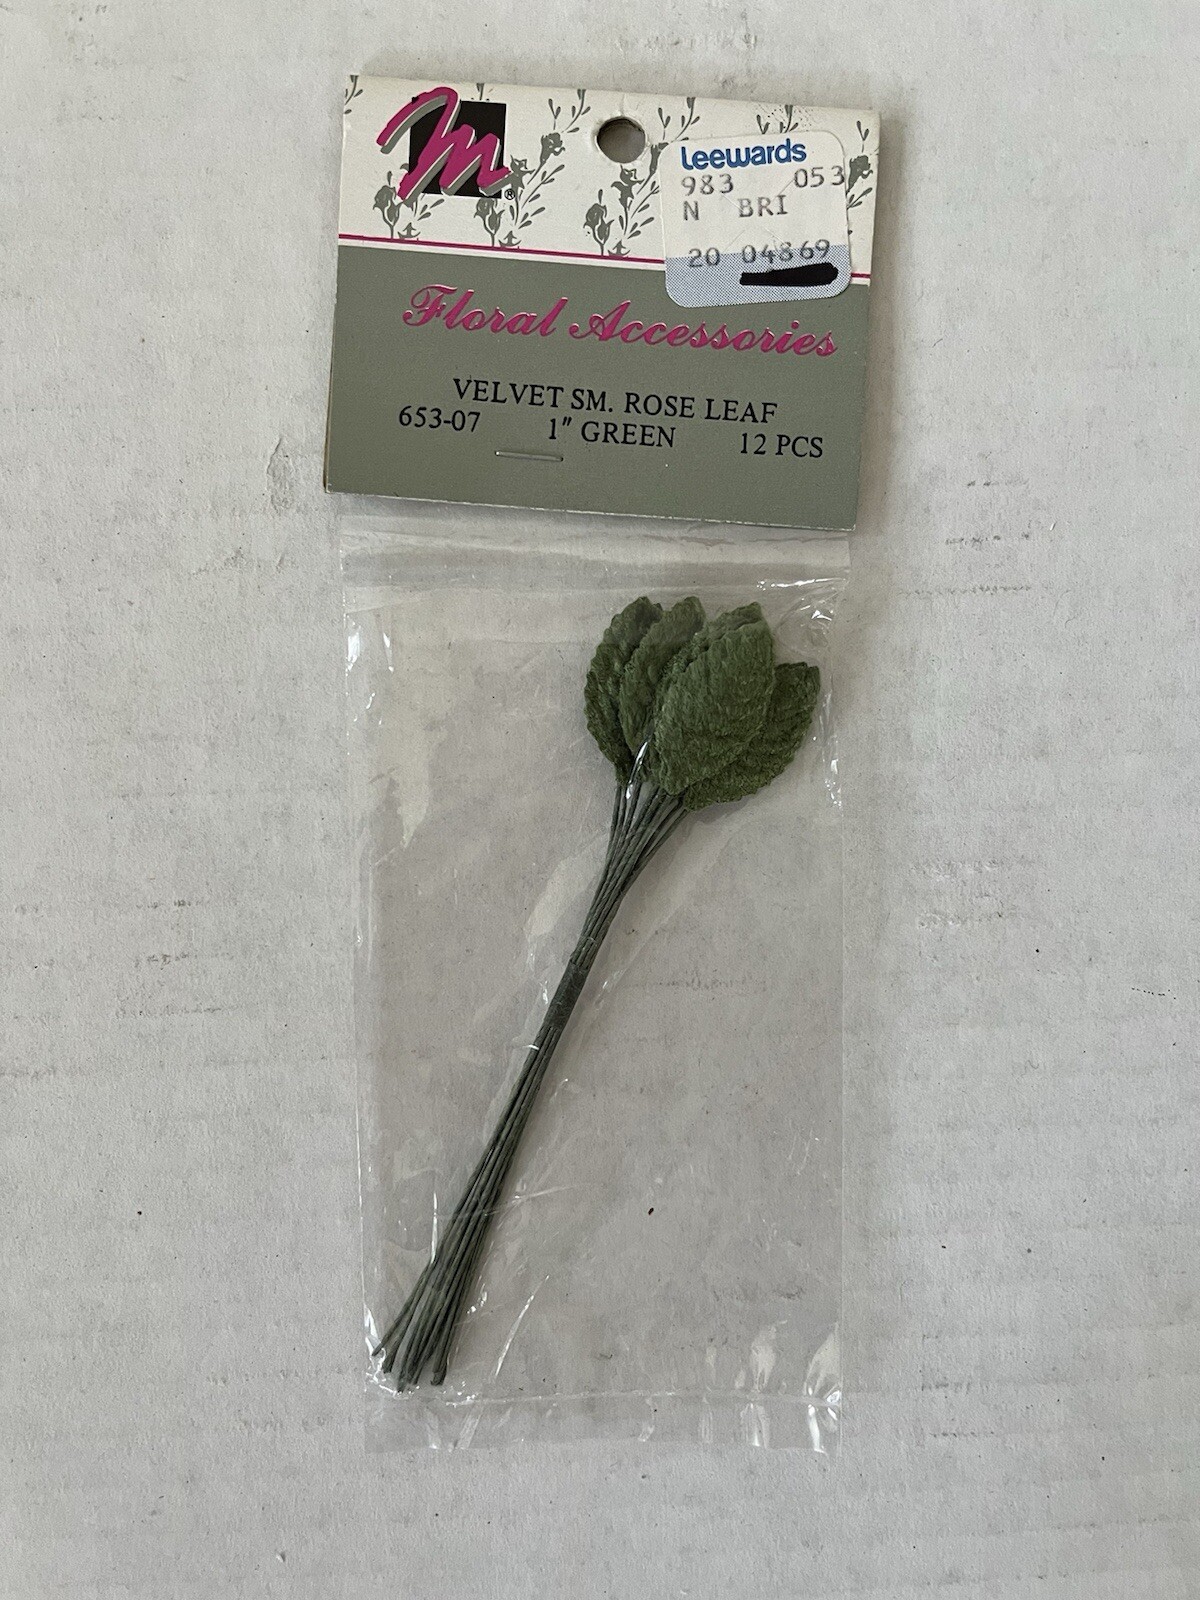 m®
Leewards
983 053
N BRI
20 04869
Floral Accessories
VELVET SM. ROSE LEAF
653-07 1" GREEN 12 PCS